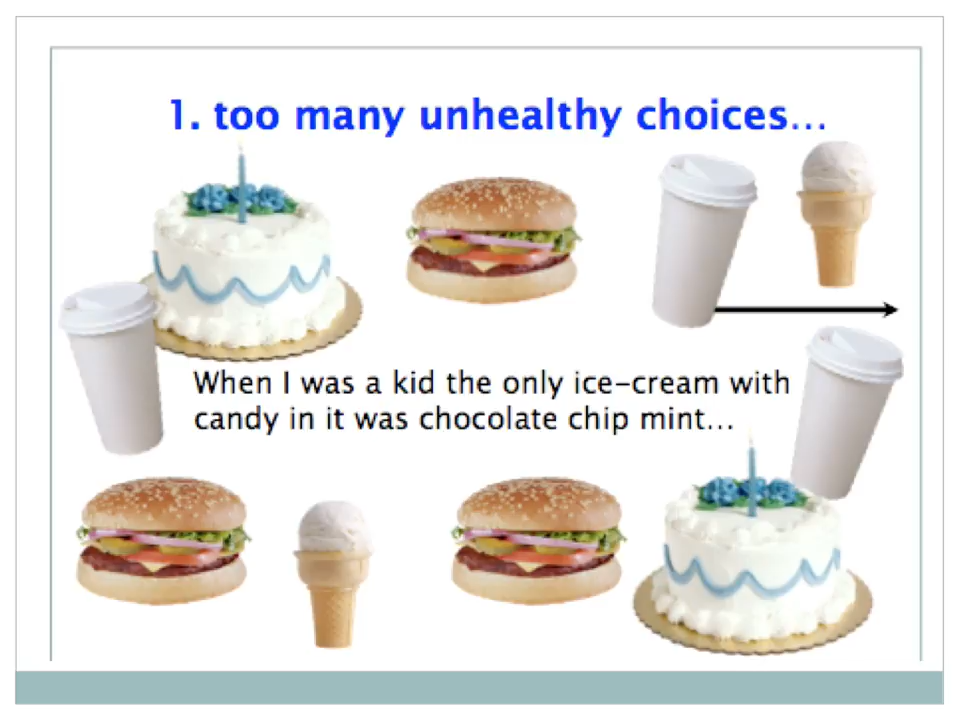 1. too many unhealthy choices...
When I was a kid the only ice-cream with
candy in it was chocolate chip mint...